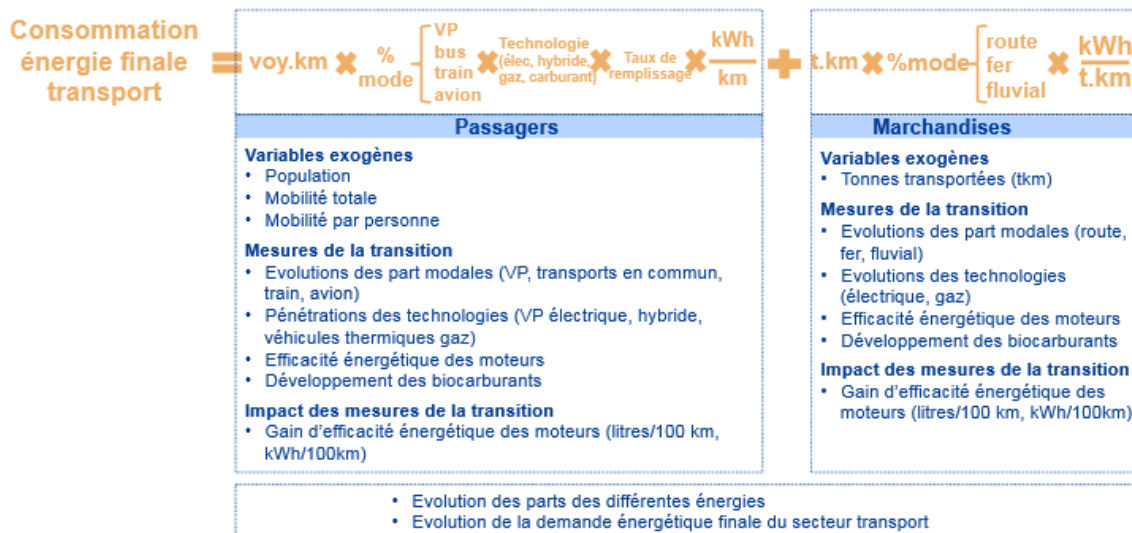 Consommation
énergie finale
transport
=
voy.km × % mode { VP bus train avion × Technologie (élec, hybride, gaz, carburant) × Taux de remplissage × kWh / km + t.km × %mode { route fer fluvial × kWh / t.km
Passagers
Variables exogènes
• Population
• Mobilité totale
• Mobilité par personne
Mesures de la transition
• Evolutions des part modales (VP, transports en commun,
train, avion)
• Pénétrations des technologies (VP électrique, hybride,
véhicules thermiques gaz)
• Efficacité énergétique des moteurs
• Développement des biocarburants
Impact des mesures de la transition
• Gain d'efficacité énergétique des moteurs (litres/100 km,
kWh/100km)
Marchandises
Variables exogènes
• Tonnes transportées (tkm)
Mesures de la transition
• Evolutions des part modales (route,
fer, fluvial)
• Evolutions des technologies
(électrique, gaz)
• Efficacité énergétique des moteurs
• Développement des biocarburants
Impact des mesures de la transition
• Gain d'efficacité énergétique des
moteurs (litres/100 km, kWh/100km)
• Evolution des parts des différentes énergies
• Evolution de la demande énergétique finale du secteur transport